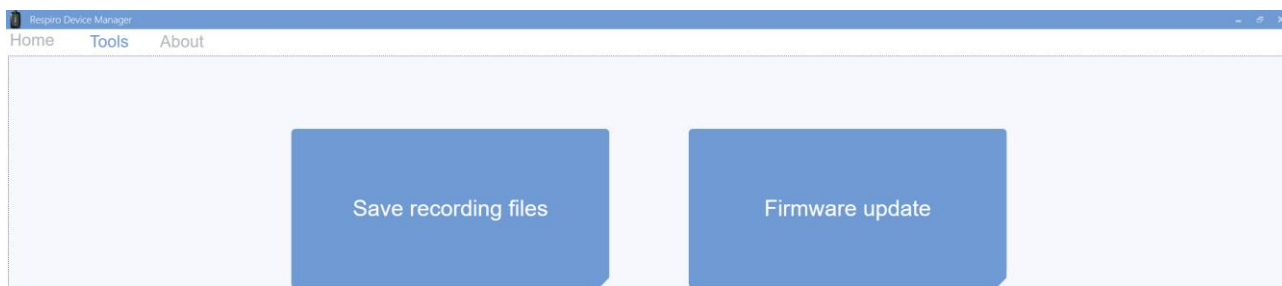 Respiro Device Manager
Home Tools About
Save recording files Firmware update